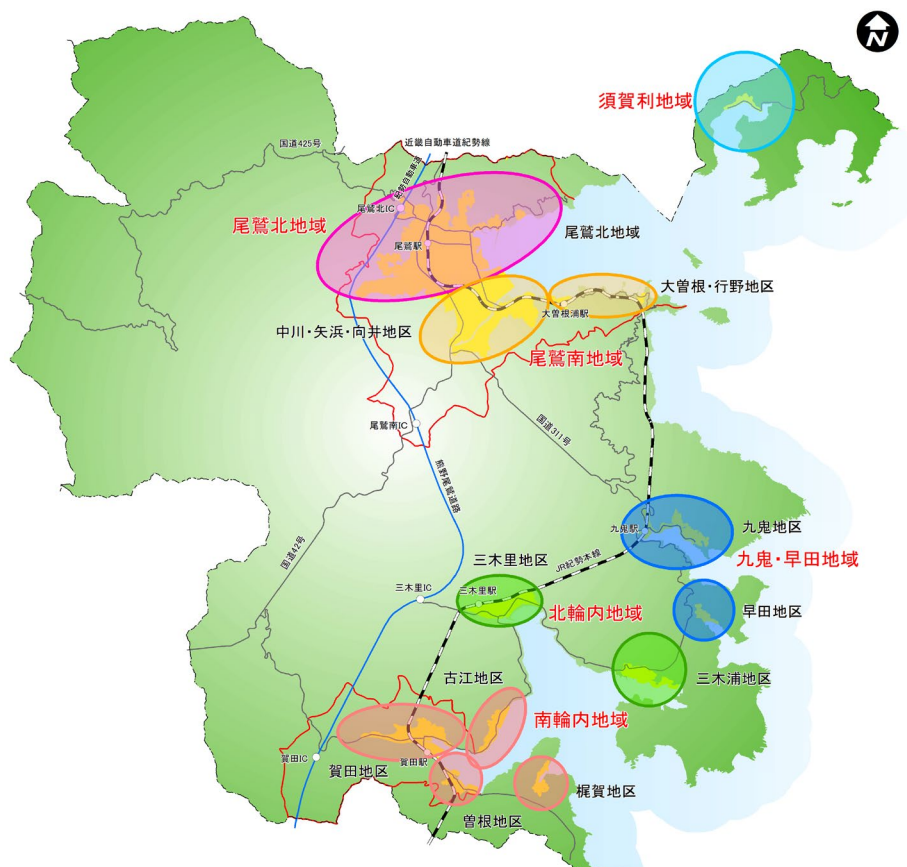 N
須賀利地域
近畿自動車道紀勢線
国道425号
紀勢自動車道
尾鷲北IC
尾鷲北地域
尾鷲北地域
尾鷲駅
大曽根・行野地区
大曽根浦駅
中川・矢浜・向井地区
尾鷲南地域
尾鷲南IC
国道311号
熊野尾鷲道路
九鬼駅
九鬼地区
九鬼・早田地域
国道42号
三木里地区
JR紀勢本線
三木里IC
三木里駅
北輪内地域
早田地区
古江地区
三木浦地区
南輪内地域
賀田IC
賀田地区
賀田駅
梶賀地区
曽根地区